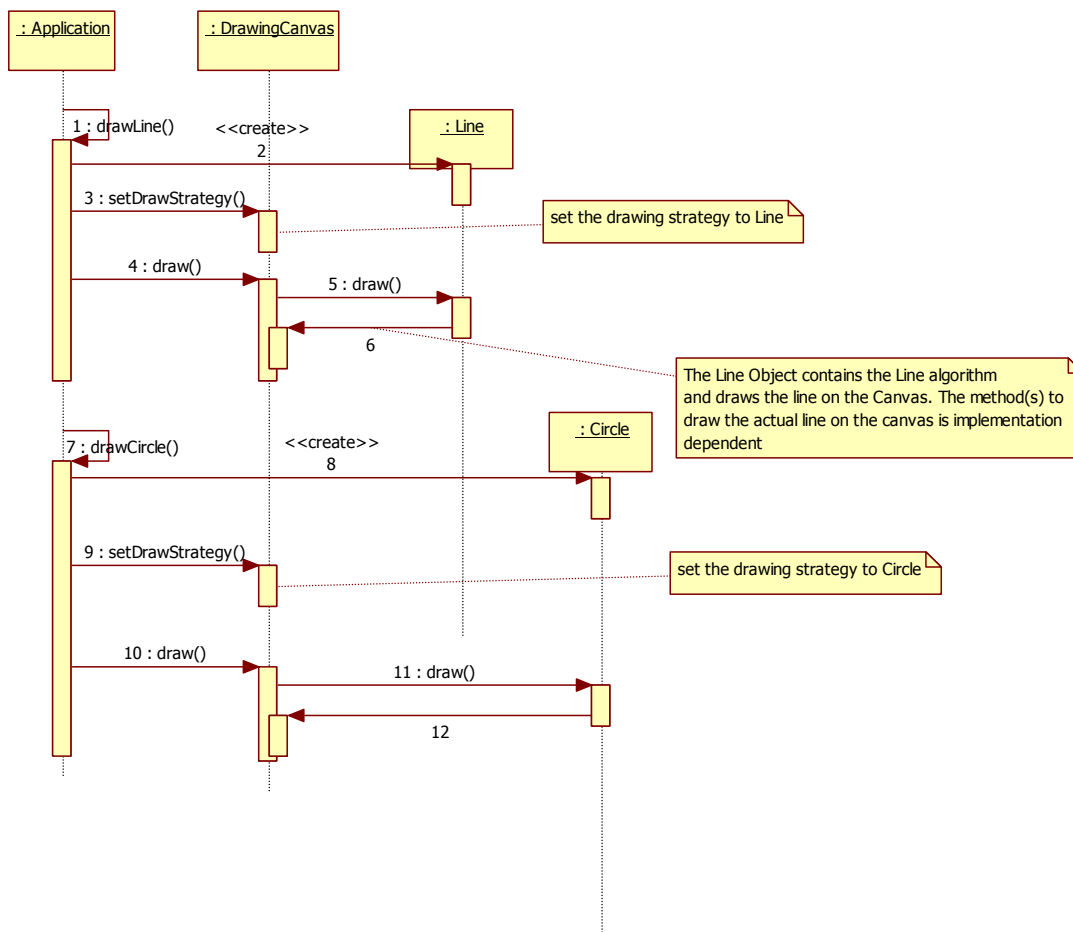 : Application
: DrawingCanvas
1 : drawLine()
<<create>>
2
: Line
3 : setDrawStrategy()
set the drawing strategy to Line
4 : draw()
5 : draw()
6
The Line Object contains the Line algorithm
and draws the line on the Canvas. The method(s) to
draw the actual line on the canvas is implementation
dependent
7 : drawCircle()
<<create>>
8
: Circle
9 : setDrawStrategy()
set the drawing strategy to Circle
10 : draw()
11 : draw()
12